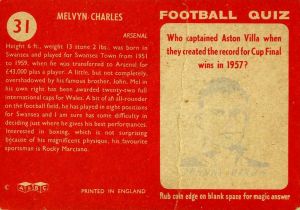 31
MELVYN CHARLES
ARSENAL
Height 6 ft., weight 13 stone 2 lbs., was born in
Swansea and played for Swansea Town from 1951
to 1959, when he was transferred to Arsenal for
£43,000 plus a player. A little, but not completely,
overshadowed by his famous brother, John, Mel in
his own right has been awarded twenty-two full
international caps for Wales. A bit of an all-rounder
on the football field, he has played in eight positions
for Swansea and I am sure has some difficulty in
deciding just where he gives his best performances.
Interested in boxing, which is not surprising
because of his magnificent physique, his favourite
sportsman is Rocky Marciano.
C
A&BC
PRINTED IN ENGLAND
FOOTBALL QUIZ
Who captained Aston Villa when
they created the record for Cup Final
wins in 1957?
Rub coin edge on blank space for magic answer